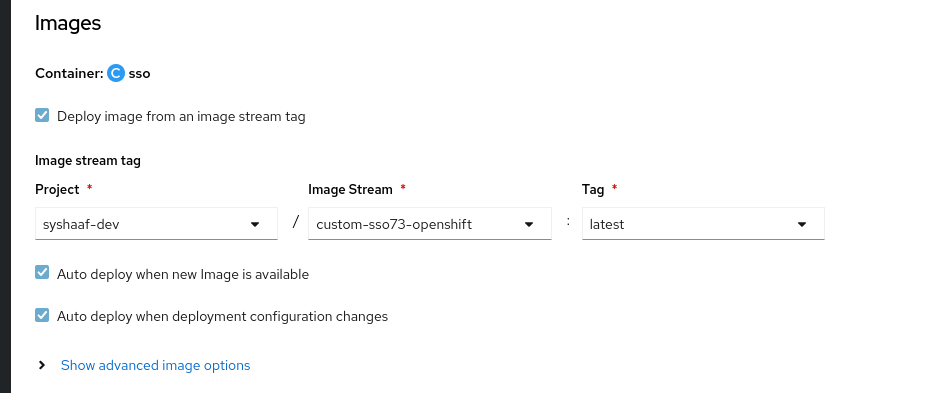 Images
Container: C sso
Deploy image from an image stream tag
Image stream tag
Project * Image Stream * Tag *
syshaaf-dev / custom-sso73-openshift : latest
Auto deploy when new Image is available
Auto deploy when deployment configuration changes
Show advanced image options